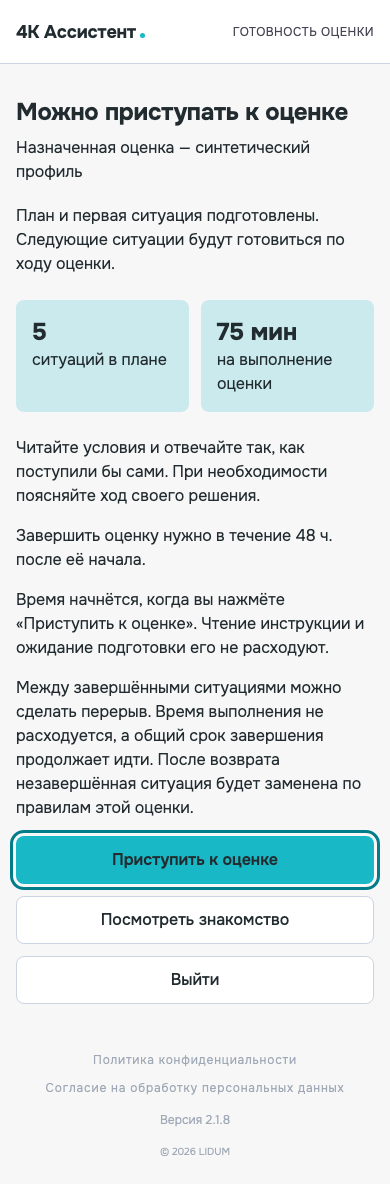 4К Ассистент.
ГОТОВНОСТЬ ОЦЕНКИ
Можно приступать к оценке
Назначенная оценка — синтетический
профиль
План и первая ситуация подготовлены.
Следующие ситуации будут готовиться по
ходу оценки.
5
ситуаций в плане
75 мин
на выполнение
оценки
Читайте условия и отвечайте так, как
поступили бы сами. При необходимости
поясняйте ход своего решения.
Завершить оценку нужно в течение 48 ч.
после её начала.
Время начнётся, когда вы нажмёте
«Приступить к оценке». Чтение инструкции и
ожидание подготовки его не расходуют.
Между завершёнными ситуациями можно
сделать перерыв. Время выполнения не
расходуется, а общий срок завершения
продолжает идти. После возврата
незавершённая ситуация будет заменена по
правилам этой оценки.
Приступить к оценке
Посмотреть знакомство
Выйти
Политика конфиденциальности
Согласие на обработку персональных данных
Версия 2.1.8
© 2026 LIDUM